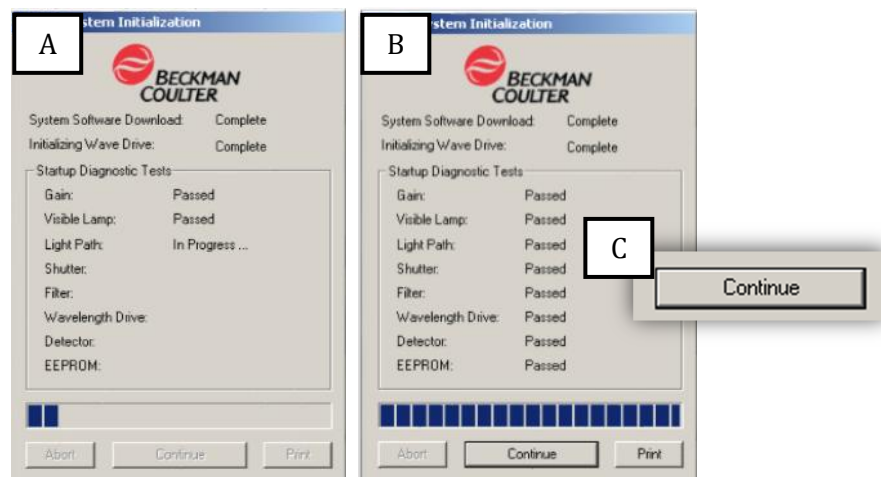 A
stem Initialization
BECKMAN
COULTER
System Software Download: Complete
Initializing Wave Drive: Complete
Startup Diagnostic Tests
Gain: Passed
Visible Lamp: Passed
Light Path: In Progress ...
Shutter:
Filter:
Wavelength Drive:
Detector:
EEPROM:
Abort Continue Print
B
stem Initialization
BECKMAN
COULTER
System Software Download: Complete
Initializing Wave Drive: Complete
Startup Diagnostic Tests
Gain: Passed
Visible Lamp: Passed
Light Path: Passed
Shutter: Passed
Filter: Passed
Wavelength Drive: Passed
Detector: Passed
EEPROM: Passed
Abort Continue Print
C
Continue